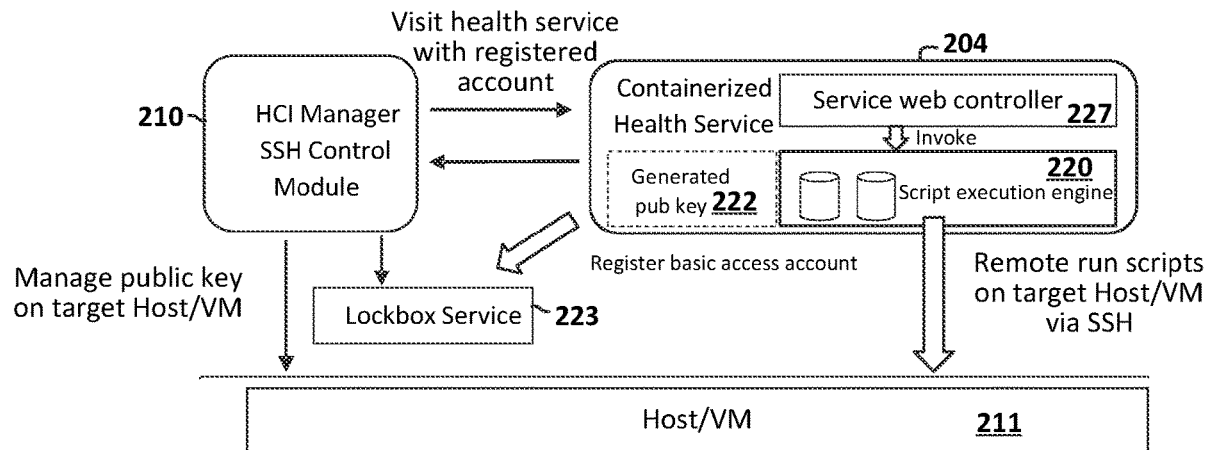 Visit health service
with registered
account
204
210
HCI Manager
SSH Control
Module
Containerized
Health Service
Service web controller
227
Invoke
Generated
pub key 222
220
Script execution engine
Manage public key
on target Host/VM
Register basic access account
Remote run scripts
on target Host/VM
via SSH
Lockbox Service
223
Host/VM
211